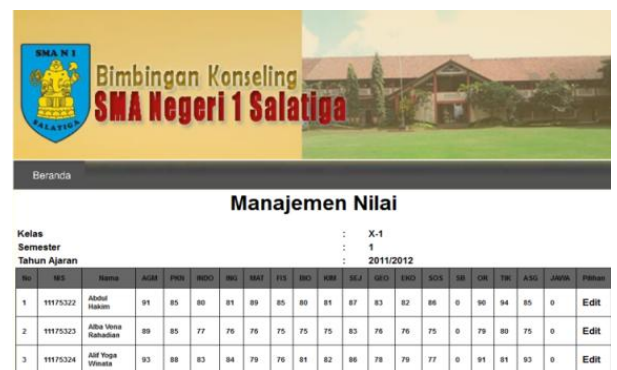 SMA N 1
SALATIGA
Bimbingan Konseling
SMA Negeri 1 Salatiga
Beranda
Manajemen Nilai
Kelas : X-1
Semester : 1
Tahun Ajaran : 2011/2012
No NIS Nama AGM PKN INDO ING MAT FIS BIO KIM SEJ GEO EKO SOS SB OR TIK ASG JAWA Pilihan
1 11175322 Abdul Hakim 91 85 80 81 89 85 80 81 87 83 82 86 0 90 94 85 0 Edit
2 11175323 Alba Vena Rahadian 89 85 77 76 76 75 75 75 83 76 76 75 0 79 80 75 0 Edit
3 11175324 Alif Yoga Winata 93 88 83 84 79 76 81 82 86 78 79 77 0 91 81 93 0 Edit